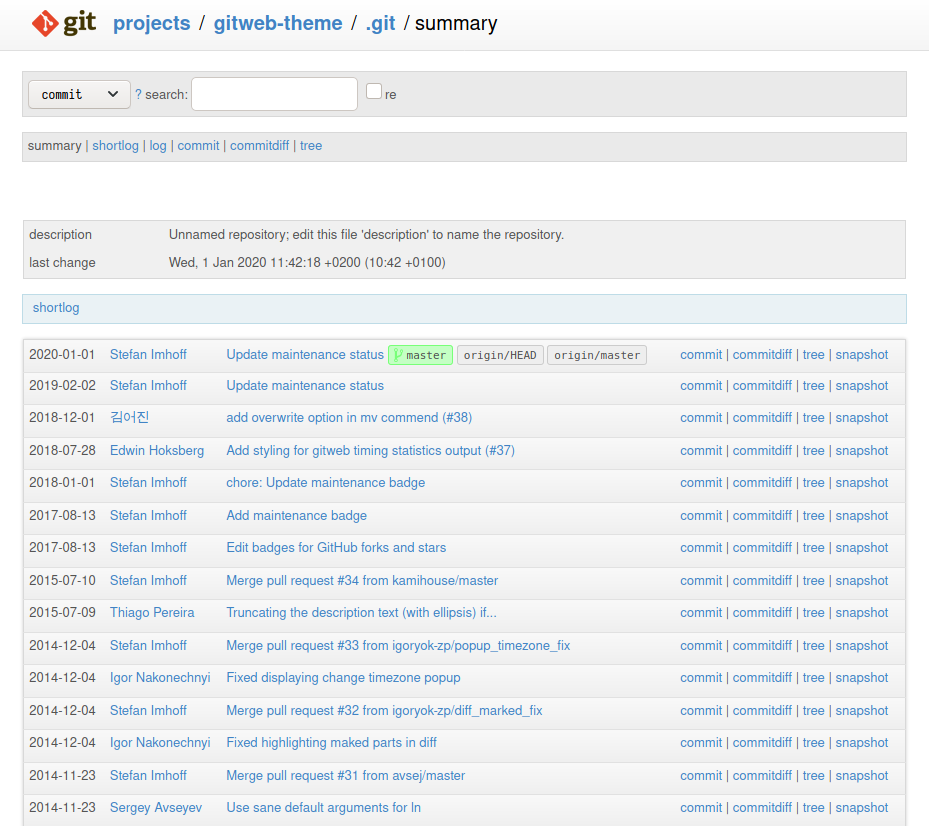 git projects / gitweb-theme / .git / summary
commit ? search: re
summary | shortlog | log | commit | commitdiff | tree
description Unnamed repository; edit this file 'description' to name the repository.
last change Wed, 1 Jan 2020 11:42:18 +0200 (10:42 +0100)
shortlog
2020-01-01 Stefan Imhoff Update maintenance status master origin/HEAD origin/master commit | commitdiff | tree | snapshot
2019-02-02 Stefan Imhoff Update maintenance status commit | commitdiff | tree | snapshot
2018-12-01 김어진 add overwrite option in mv commend (#38) commit | commitdiff | tree | snapshot
2018-07-28 Edwin Hoksberg Add styling for gitweb timing statistics output (#37) commit | commitdiff | tree | snapshot
2018-01-01 Stefan Imhoff chore: Update maintenance badge commit | commitdiff | tree | snapshot
2017-08-13 Stefan Imhoff Add maintenance badge commit | commitdiff | tree | snapshot
2017-08-13 Stefan Imhoff Edit badges for GitHub forks and stars commit | commitdiff | tree | snapshot
2015-07-10 Stefan Imhoff Merge pull request #34 from kamihouse/master commit | commitdiff | tree | snapshot
2015-07-09 Thiago Pereira Truncating the description text (with ellipsis) if... commit | commitdiff | tree | snapshot
2014-12-04 Stefan Imhoff Merge pull request #33 from igoryok-zp/popup_timezone_fix commit | commitdiff | tree | snapshot
2014-12-04 Igor Nakonechnyi Fixed displaying change timezone popup commit | commitdiff | tree | snapshot
2014-12-04 Stefan Imhoff Merge pull request #32 from igoryok-zp/diff_marked_fix commit | commitdiff | tree | snapshot
2014-12-04 Igor Nakonechnyi Fixed highlighting maked parts in diff commit | commitdiff | tree | snapshot
2014-11-23 Stefan Imhoff Merge pull request #31 from avsej/master commit | commitdiff | tree | snapshot
2014-11-23 Sergey Avseyev Use sane default arguments for ln commit | commitdiff | tree | snapshot